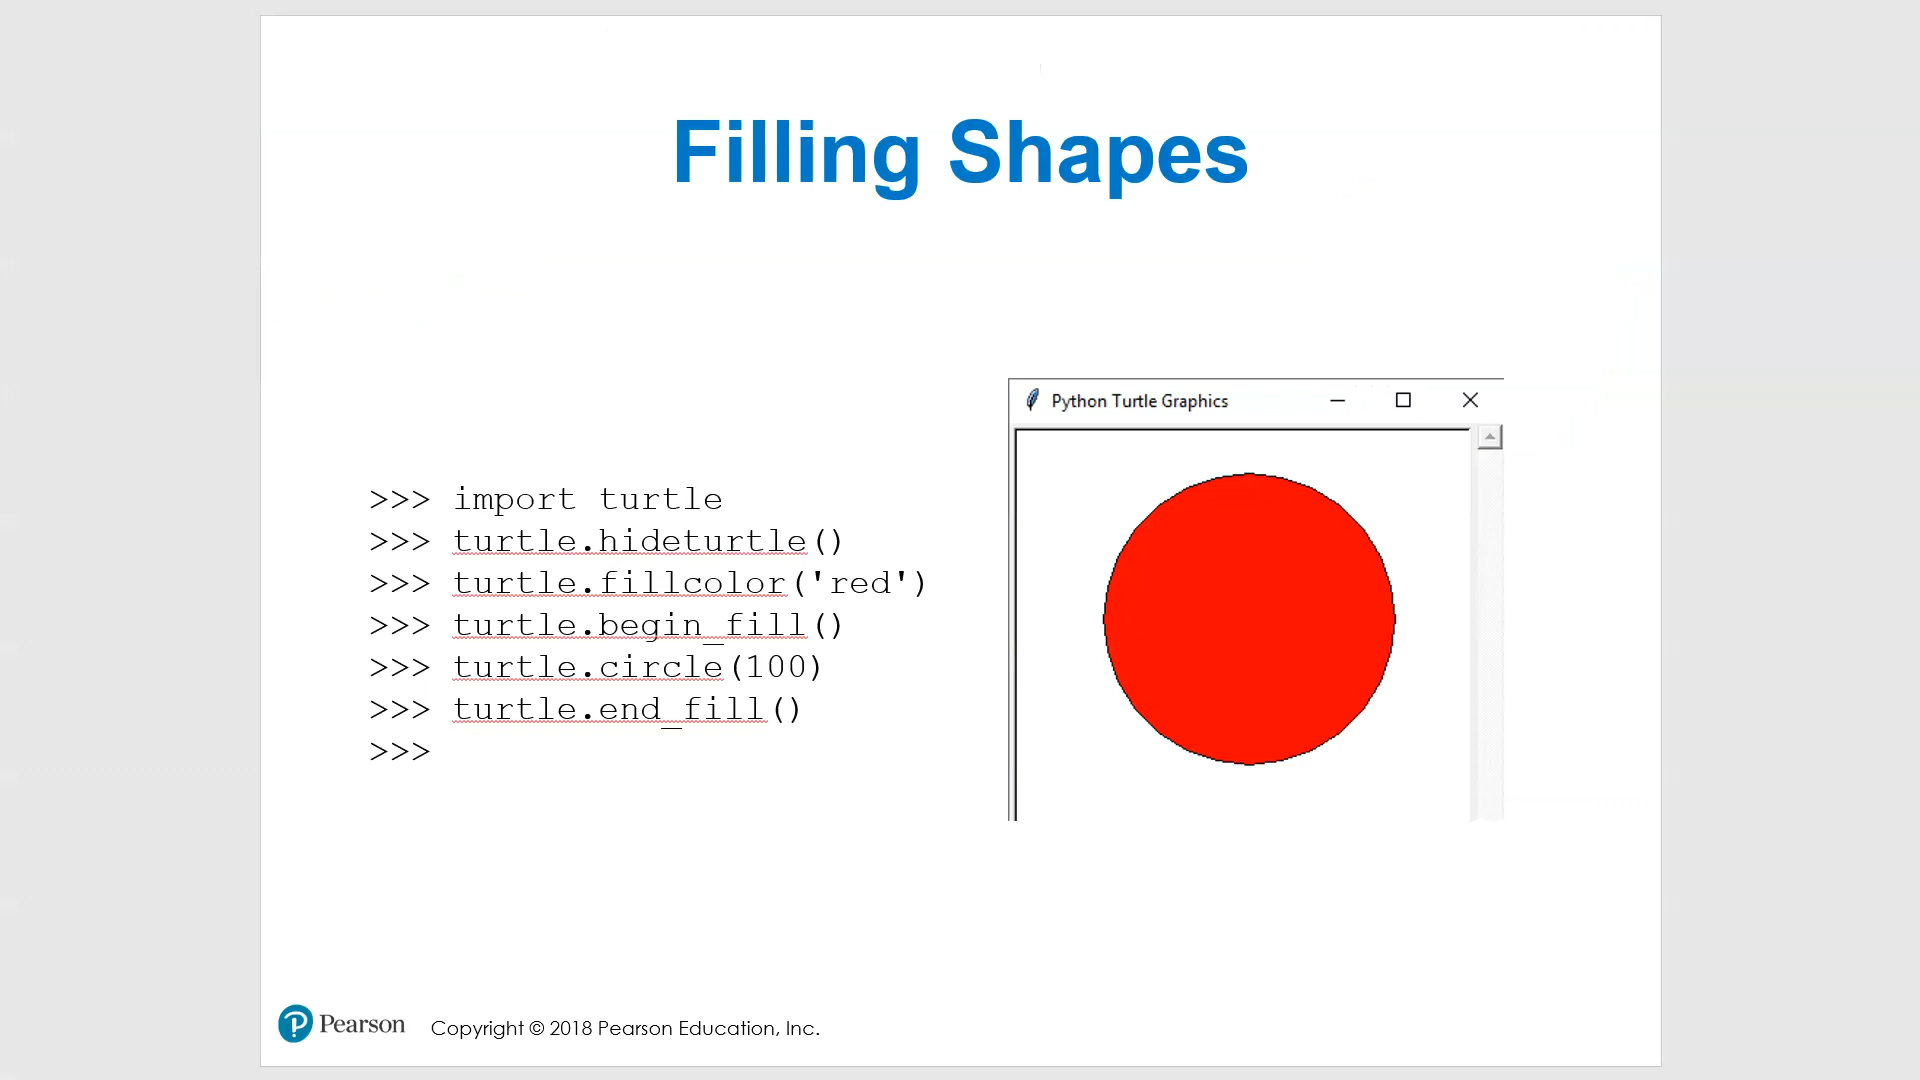 Filling Shapes
Python Turtle Graphics
>>> import turtle
>>> turtle.hideturtle()
>>> turtle.fillcolor('red')
>>> turtle.begin_fill()
>>> turtle.circle(100)
>>> turtle.end_fill()
>>>
Pearson
Copyright © 2018 Pearson Education, Inc.